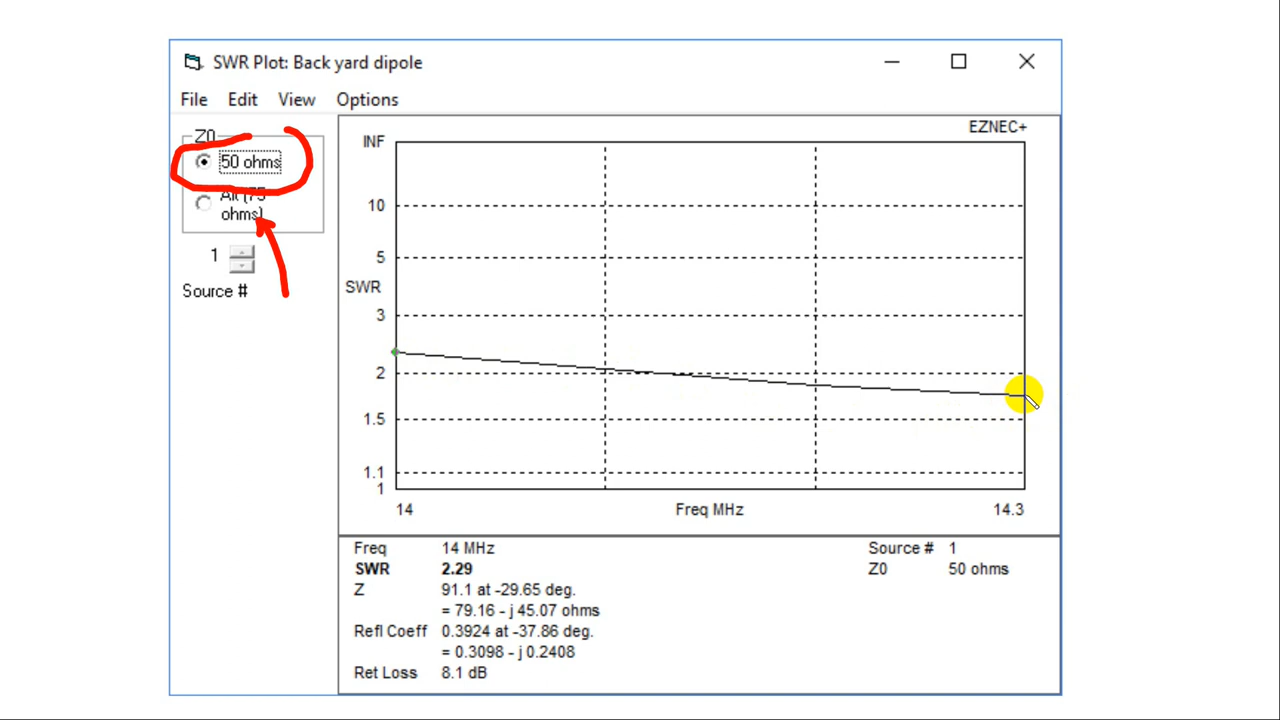 SWR Plot: Back yard dipole
File Edit View Options
Z0
50 ohms
Alt (75
ohms)
1
Source #
EZNEC+
INF
10
5
SWR
3
2
1.5
1.1
1
14 Freq MHz 14.3
Freq 14 MHz Source # 1
SWR 2.29 Z0 50 ohms
Z 91.1 at -29.65 deg.
= 79.16 - j 45.07 ohms
Refl Coeff 0.3924 at -37.86 deg.
= 0.3098 - j 0.2408
Ret Loss 8.1 dB